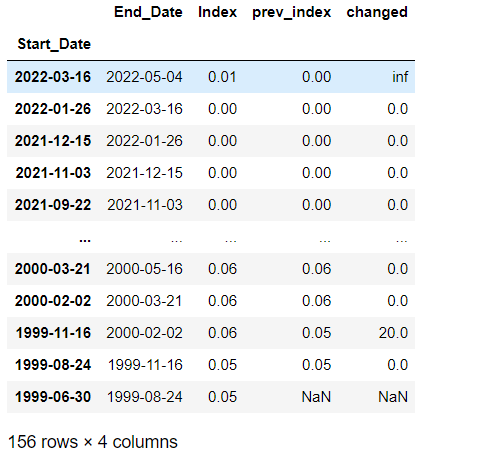 End_Date Index prev_index changed
Start_Date
2022-03-16 2022-05-04 0.01 0.00 inf
2022-01-26 2022-03-16 0.00 0.00 0.0
2021-12-15 2022-01-26 0.00 0.00 0.0
2021-11-03 2021-12-15 0.00 0.00 0.0
2021-09-22 2021-11-03 0.00 0.00 0.0
... ... ... ... ...
2000-03-21 2000-05-16 0.06 0.06 0.0
2000-02-02 2000-03-21 0.06 0.06 0.0
1999-11-16 2000-02-02 0.06 0.05 20.0
1999-08-24 1999-11-16 0.05 0.05 0.0
1999-06-30 1999-08-24 0.05 NaN NaN
156 rows × 4 columns